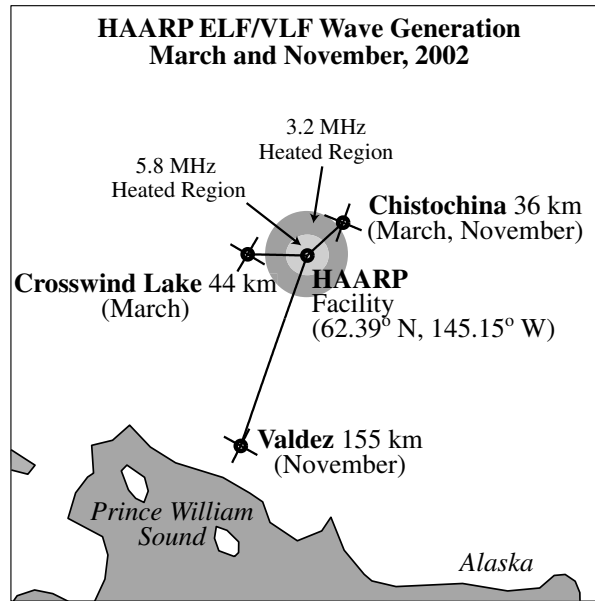 HAARP ELF/VLF Wave Generation
March and November, 2002
3.2 MHz
Heated Region
5.8 MHz
Heated Region
Chistochina 36 km
(March, November)
Crosswind Lake 44 km
(March)
HAARP
Facility
(62.39° N, 145.15° W)
Valdez 155 km
(November)
Prince William
Sound
Alaska